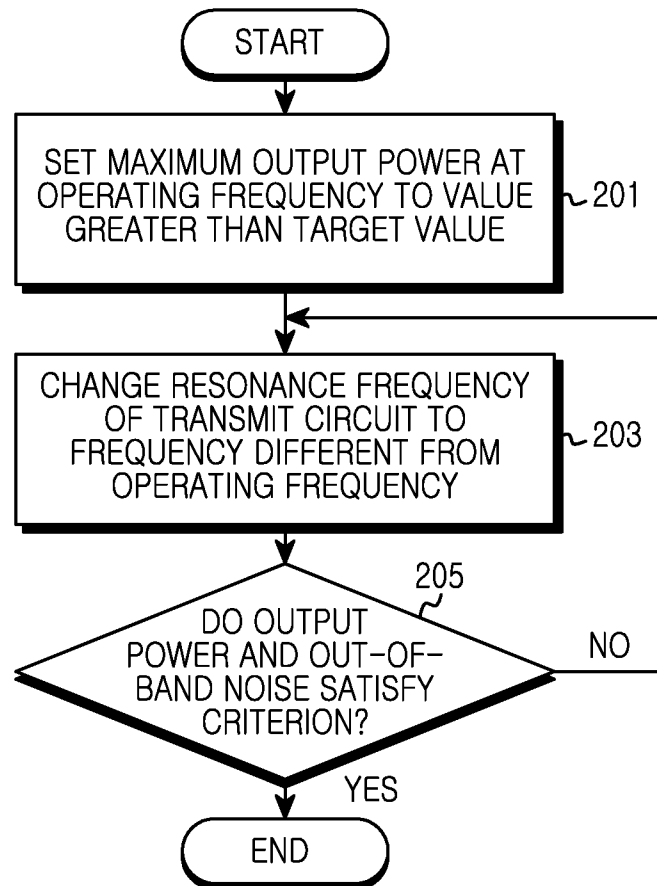 START
SET MAXIMUM OUTPUT POWER AT
OPERATING FREQUENCY TO VALUE
GREATER THAN TARGET VALUE
201
CHANGE RESONANCE FREQUENCY
OF TRANSMIT CIRCUIT TO
FREQUENCY DIFFERENT FROM
OPERATING FREQUENCY
203
205
DO OUTPUT
POWER AND OUT-OF-
BAND NOISE SATISFY
CRITERION?
NO
YES
END